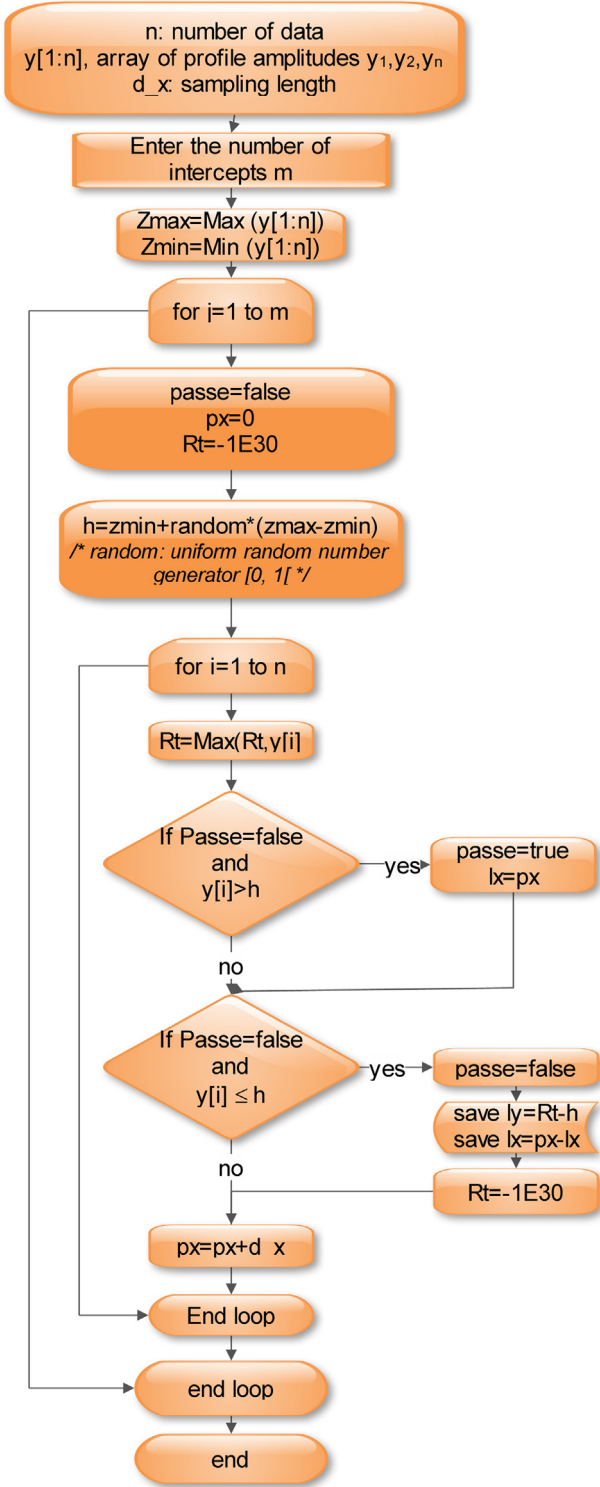 n: number of data
y[1:n], array of profile amplitudes y₁,y₂,yₙ
d_x: sampling length
Enter the number of
intercepts m
Zmax=Max (y[1:n])
Zmin=Min (y[1:n])
for j=1 to m
passe=false
px=0
Rt=-1E30
h=zmin+random*(zmax-zmin)
/* random: uniform random number
generator [0, 1[ */
for i=1 to n
Rt=Max(Rt,y[i]
If Passe=false
and
y[i]>h
yes
passe=true
lx=px
no
If Passe=false
and
y[i] ≤ h
yes
passe=false
save ly=Rt-h
save lx=px-lx
no
Rt=-1E30
px=px+d x
End loop
end loop
end